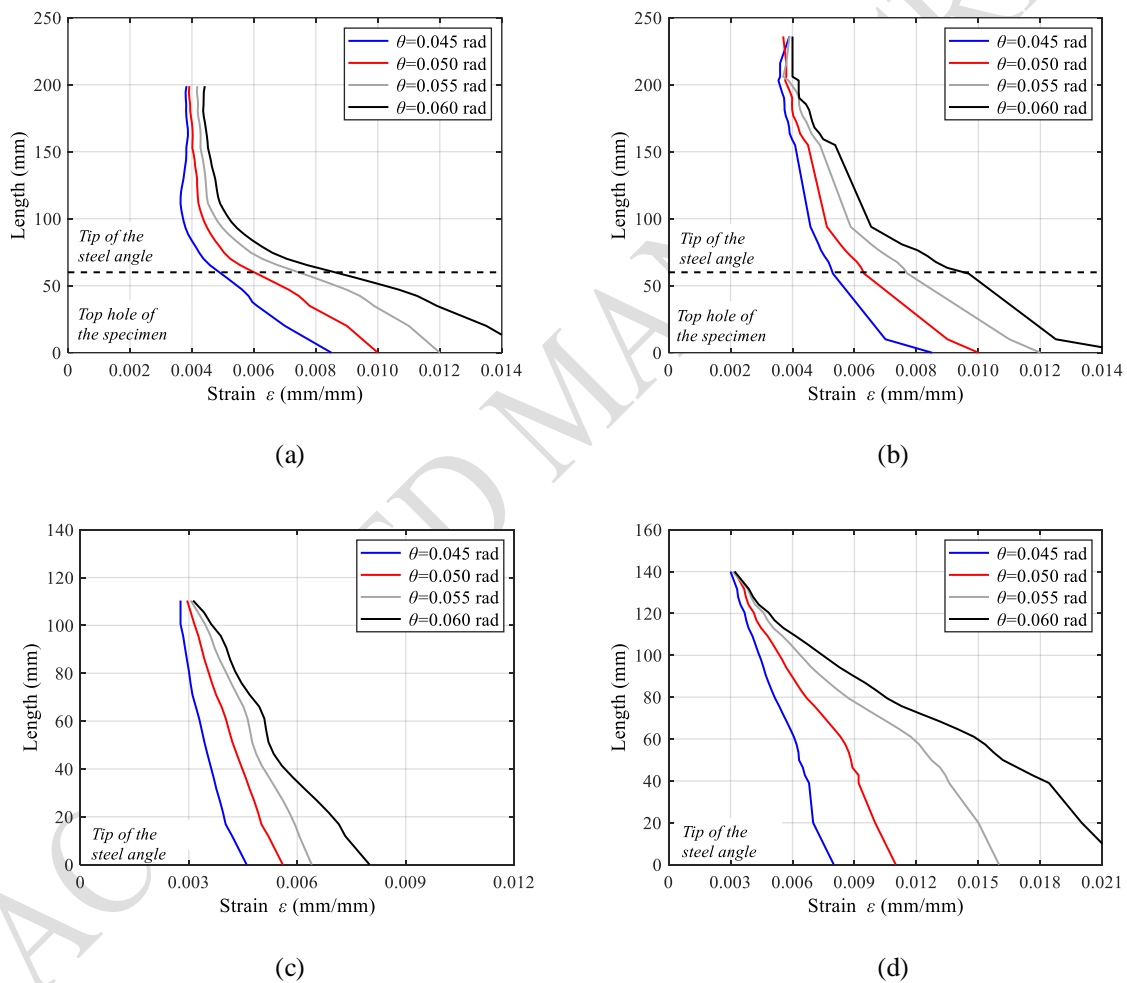 250
200
150
100
50
0
Length (mm)
θ=0.045 rad
θ=0.050 rad
θ=0.055 rad
θ=0.060 rad
Tip of the
steel angle
Top hole of
the specimen
0 0.002 0.004 0.006 0.008 0.010 0.012 0.014
Strain ε (mm/mm)
(a)
250
200
150
100
50
0
Length (mm)
θ=0.045 rad
θ=0.050 rad
θ=0.055 rad
θ=0.060 rad
Tip of the
steel angle
Top hole of
the specimen
0 0.002 0.004 0.006 0.008 0.010 0.012 0.014
Strain ε (mm/mm)
(b)
140
120
100
80
60
40
20
0
Length (mm)
θ=0.045 rad
θ=0.050 rad
θ=0.055 rad
θ=0.060 rad
Tip of the
steel angle
0 0.003 0.006 0.009 0.012
Strain ε (mm/mm)
(c)
160
140
120
100
80
60
40
20
0
Length (mm)
θ=0.045 rad
θ=0.050 rad
θ=0.055 rad
θ=0.060 rad
Tip of the
steel angle
0 0.003 0.006 0.009 0.012 0.015 0.018 0.021
Strain ε (mm/mm)
(d)